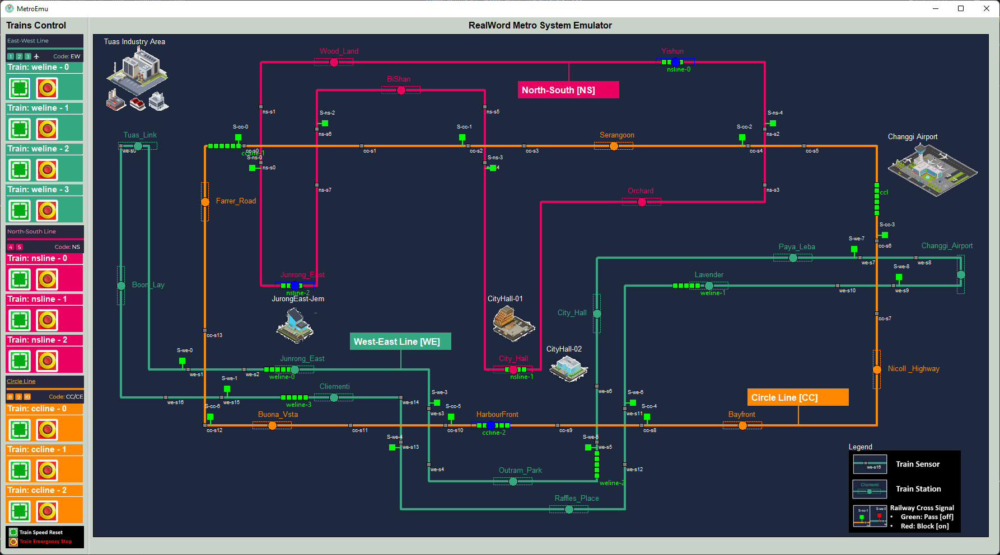 MetroEmu
Trains Control
RealWord Metro System Emulator
East-West Line
1 2 3 Code: EW
Train: weline - 0
Train: weline - 1
Train: weline - 2
Train: weline - 3
North-South Line
4 5 Code: NS
Train: nsline - 0
Train: nsline - 1
Train: nsline - 2
Circle Line
8 9 10 Code: CC/CE
Train: ccline - 0
Train: ccline - 1
Train: ccline - 2
Train Speed Reset
Train Emergency Stop
Tuas Industry Area
Wood_Land
Yishun
nsline-0
BiShan
North-South [NS]
ns-s1
S-ns-2
ns-s5
S-ns-4
S-cc-0
S-cc-1
S-cc-2
ns-s6
ns-s2
Tuas_Link
Serangoon
Changgi Airport
we-s0
cc-s0
ccline-1
cc-s1
cc-s2
cc-s3
cc-s4
cc-s5
S-ns-0
S-ns-3
ns-s0
ns-s7
ns-s3
Orchard
ccl
Farrer_Road
S-cc-3
S-we-7
cc-s6
Paya_Leba
Changgi_Airport
we-s7
we-s8
S-we-8
Junrong_East
Lavender
Boon_Lay
nsline-2
weline-1
we-s10
we-s9
JurongEast-Jem
CityHall-01
City_Hall
cc-s7
cc-s13
West-East Line [WE]
S-we-0
CityHall-02
Junrong_East
City_Hall
we-s1
we-s2
weline-0
nsline-1
Nicoll _Highway
S-we-1
Cliementi
we-s6
S-we-3
S-we-6
Circle Line [CC]
we-s16
we-s15
weline-3
we-s14
S-cc-6
S-cc-5
S-cc-4
Buona_Vsta
we-s3
HarbourFront
we-s11
Bayfront
cc-s12
cc-s11
cc-s10
ccline-2
cc-s9
cc-s8
S-we-4
S-we-5
we-s13
we-s5
Legend
we-s4
we-s12
Outram_Park
weline-2
Raffles_Place
we-s16
Train Sensor
Cliementi
Train Station
S-cc-1
S-we-0
Railway Cross Signal
• Green: Pass [off]
• Red: Block [on]